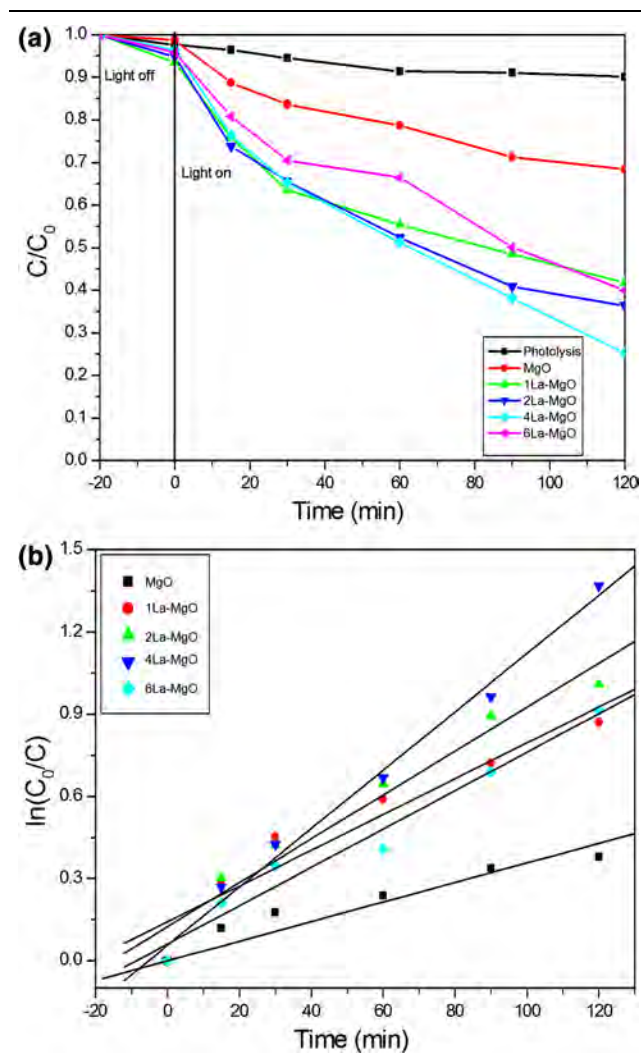 (a)
1.0
0.9
0.8
0.7
0.6
0.5
0.4
0.3
0.2
0.1
0.0
C/C0
Light off
Light on
Photolysis
MgO
1La-MgO
2La-MgO
4La-MgO
6La-MgO
-20 0 20 40 60 80 100 120
Time (min)
(b)
1.5
1.2
0.9
0.6
0.3
0.0
ln(C0/C)
MgO
1La-MgO
2La-MgO
4La-MgO
6La-MgO
-20 0 20 40 60 80 100 120
Time (min)